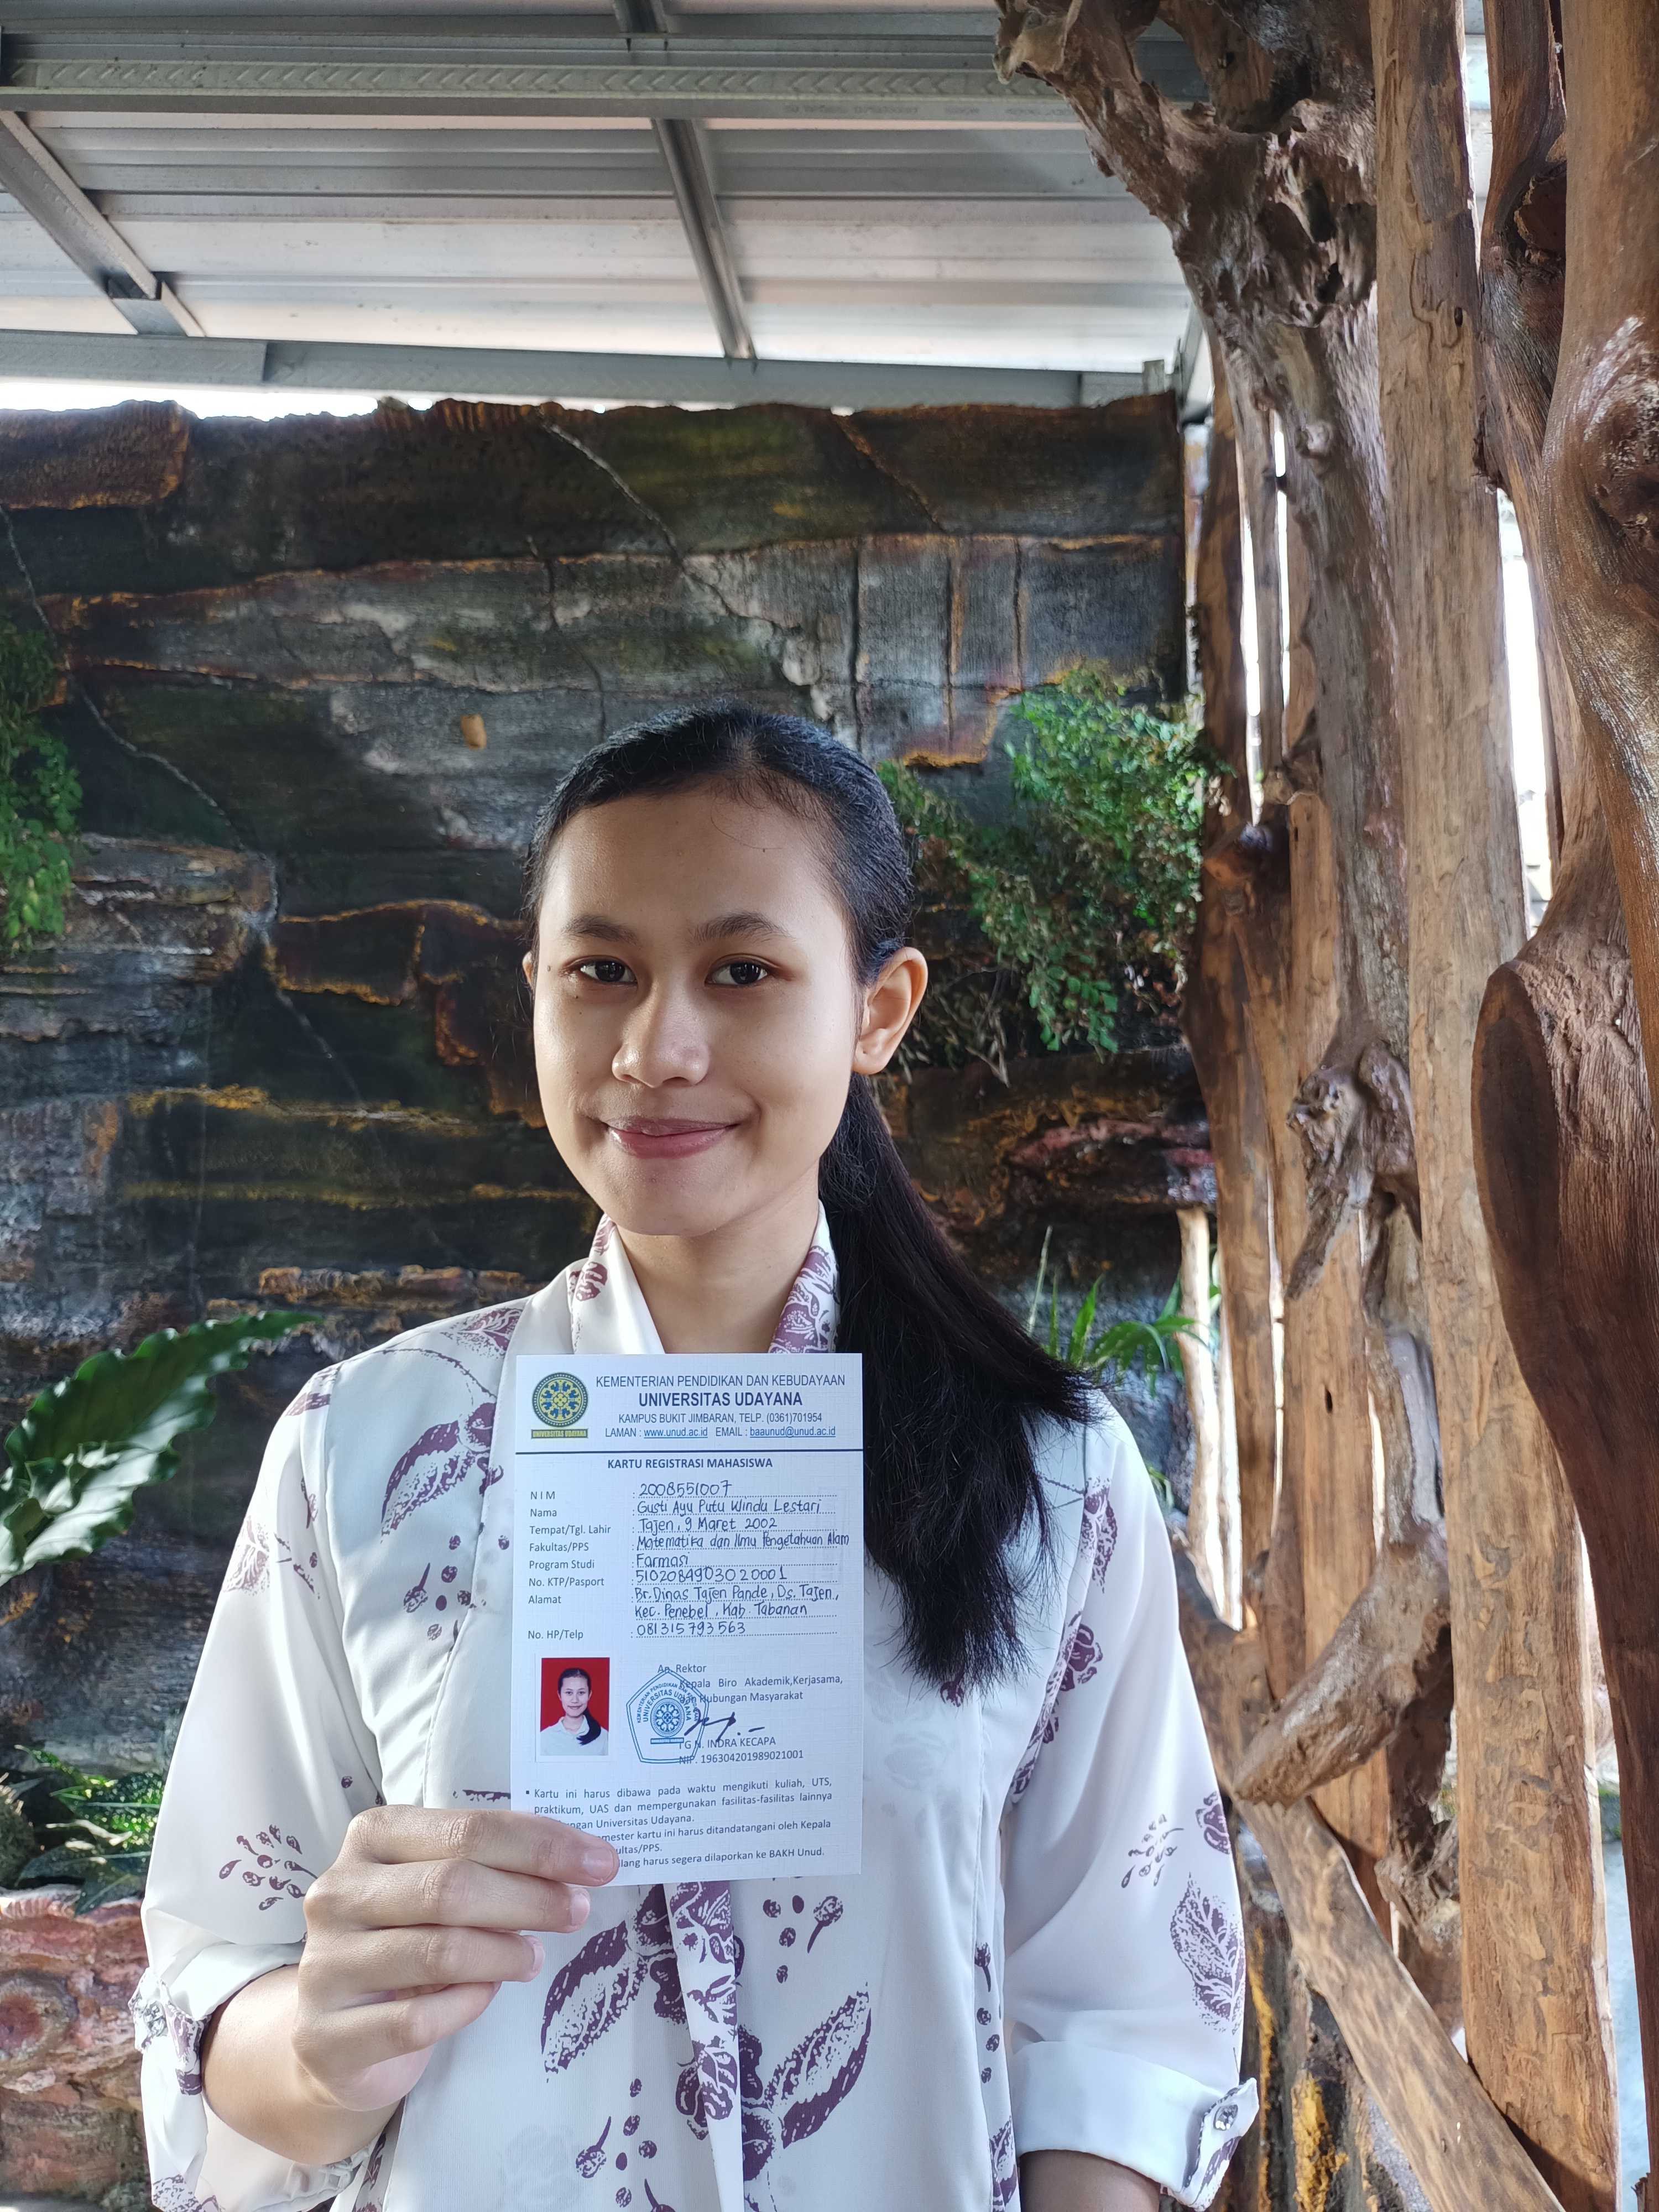 KEMENTERIAN PENDIDIKAN DAN KEBUDAYAAN
UNIVERSITAS UDAYANA
KAMPUS BUKIT JIMBARAN, TELP. (0361)701954
LAMAN : www.unud.ac.id EMAIL : baaunud@unud.ac.id
UNIVERSITAS UDAYANA
KARTU REGISTRASI MAHASISWA
N I M : 2008551007
Nama : Gusti Ayu Putu Windu Lestari
Tempat/Tgl. Lahir : Tajen, 9 Maret 2002
Fakultas/PPS : Matematika dan Ilmu Pengetahuan Alam
Program Studi : Farmasi
No. KTP/Pasport : 5102084903020001
Alamat : Br. Dinas Tajen Pande, Ds. Tajen,
Kec. Penebel, Kab. Tabanan
No. HP/Telp : 081315793563
An. Rektor
Kepala Biro Akademik,Kerjasama,
Hubungan Masyarakat
UNIVERSITAS UDAYANA
N. INDRA KECAPA
NIP. 196304201989021001
Kartu ini harus dibawa pada waktu mengikuti kuliah, UTS,
praktikum, UAS dan mempergunakan fasilitas-fasilitas lainnya
Universitas Udayana.
kartu ini harus ditandatangani oleh Kepala
harus segera dilaporkan ke BAKH Unud.